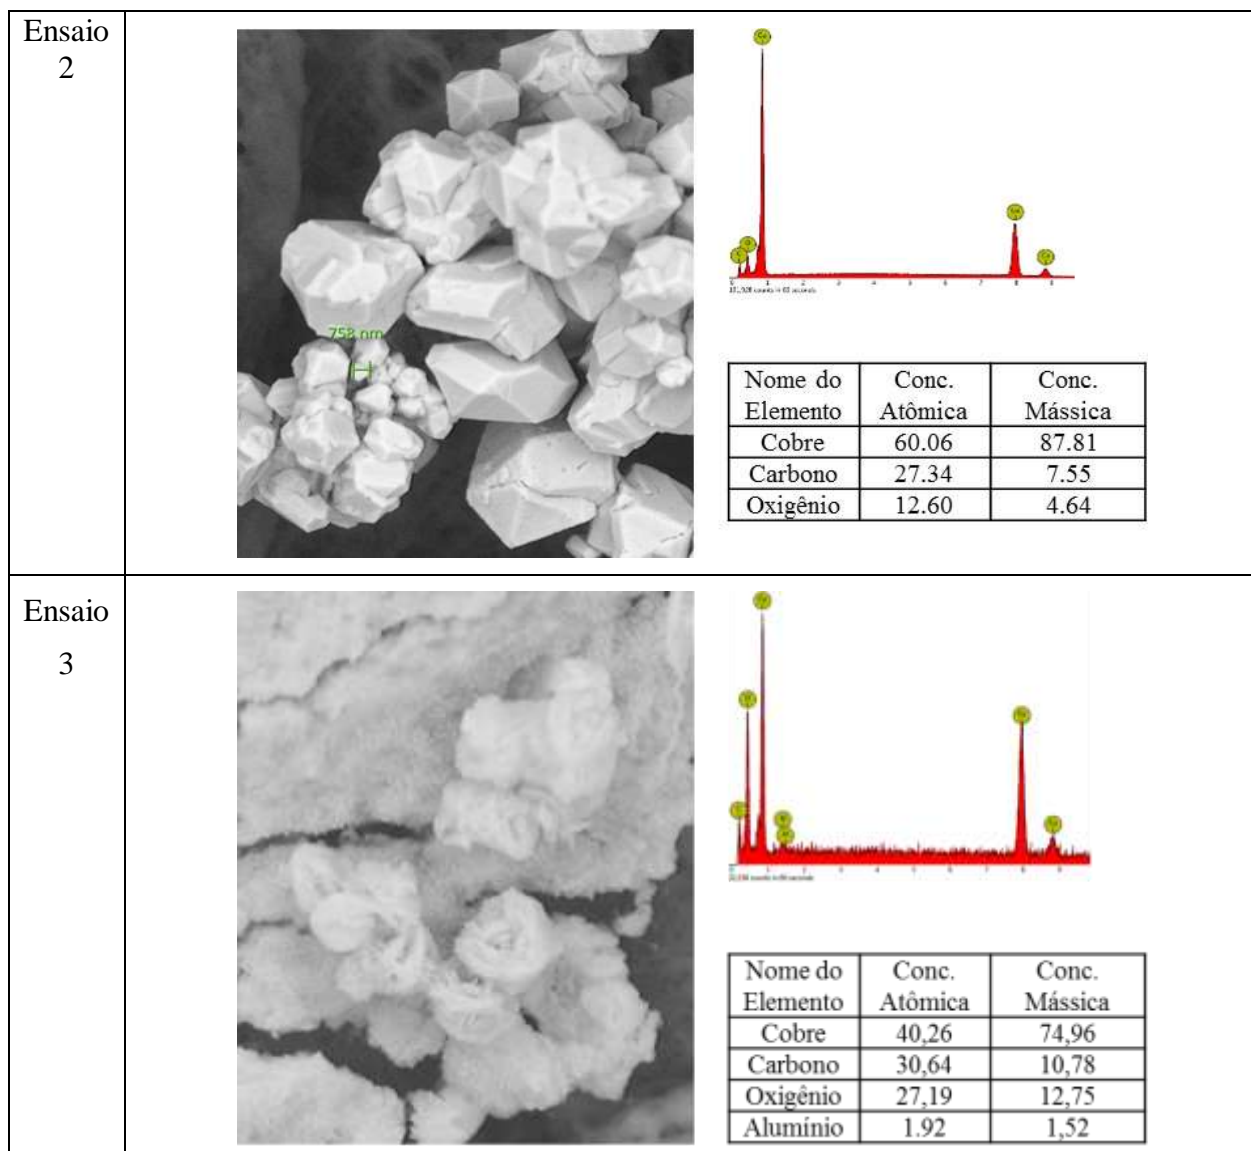 Ensaio
2
758 nm
Nome do Elemento Conc. Atômica Conc. Mássica
Cobre 60.06 87.81
Carbono 27.34 7.55
Oxigênio 12.60 4.64
Ensaio
3
Nome do Elemento Conc. Atômica Conc. Mássica
Cobre 40,26 74,96
Carbono 30,64 10,78
Oxigênio 27,19 12,75
Alumínio 1.92 1,52